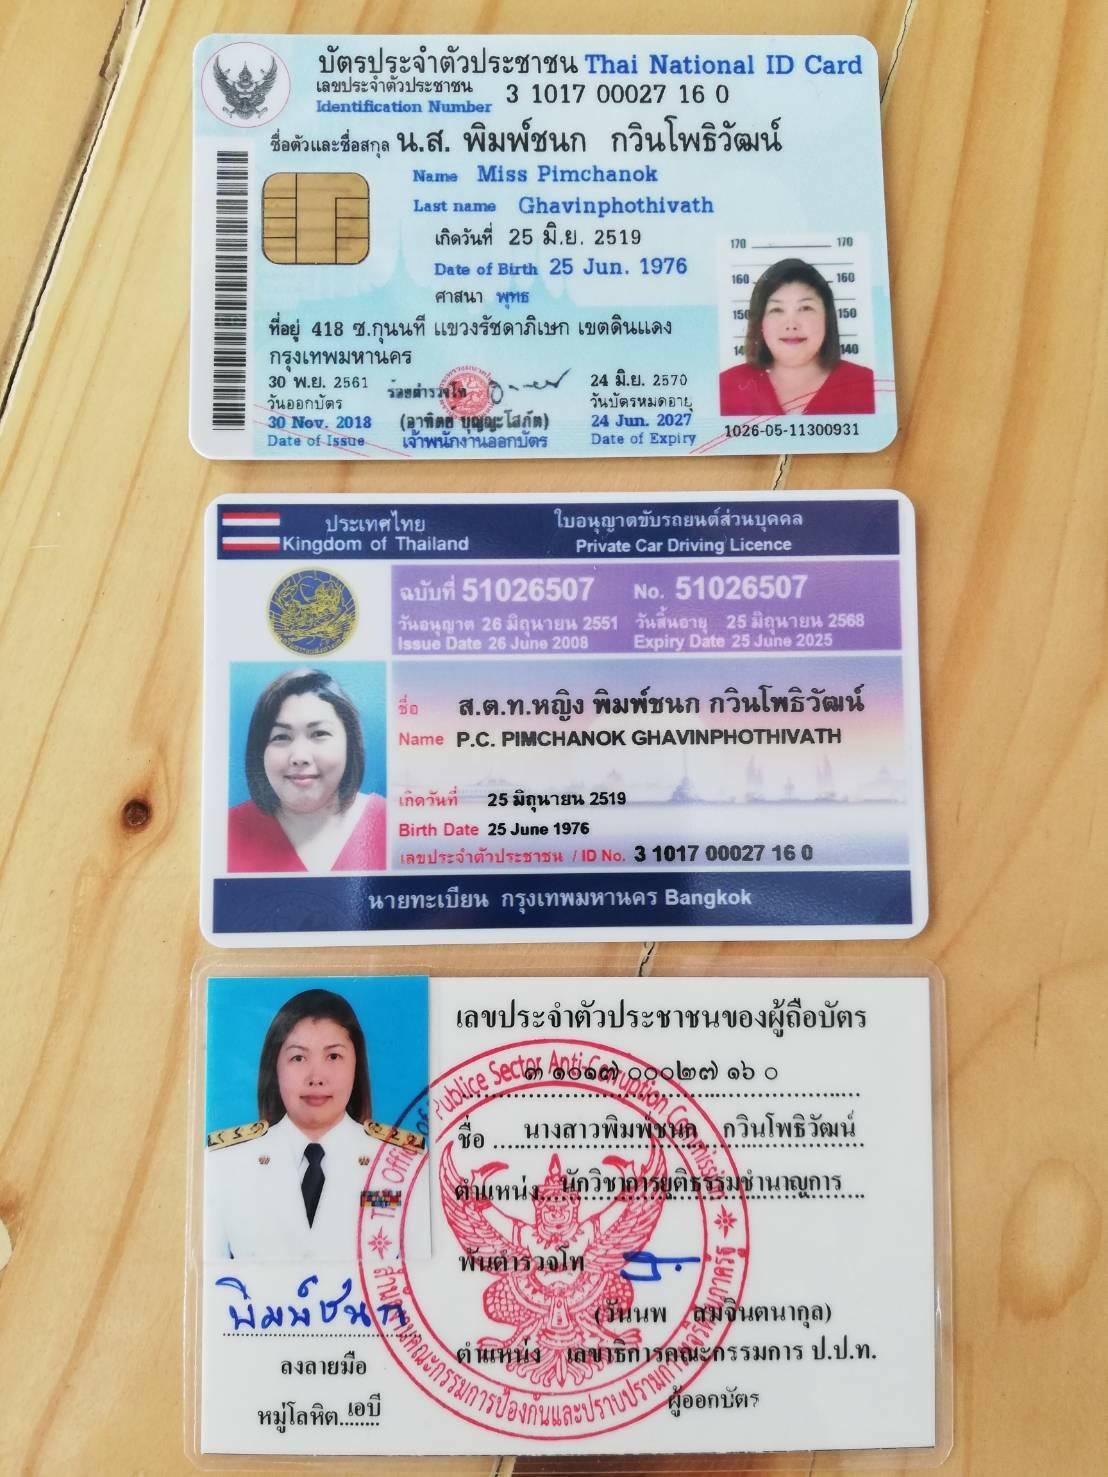 บัตรประจำตัวประชาชน Thai National ID Card
เลขประจำตัวประชาชน
Identification Number 3 1017 00027 16 0
ชื่อตัวและชื่อสกุล น.ส. พิมพ์ชนก กวินโพธิวัฒน์
Name Miss Pimchanok
Last name Ghavinphothivath
เกิดวันที่ 25 มิ.ย. 2519
Date of Birth 25 Jun. 1976
ศาสนา พุทธ
ที่อยู่ 418 ซ.กุนนที แขวงรัชดาภิเษก เขตดินแดง
กรุงเทพมหานคร
170 170
160 160
150 150
140
30 พ.ย. 2561
วันออกบัตร
30 Nov. 2018
Date of Issue
ร้อยตำรวจโท
(อาทิตย์ บุญญะโสภัต)
เจ้าพนักงานออกบัตร
24 มิ.ย. 2570
วันบัตรหมดอายุ
24 Jun. 2027
Date of Expiry
1026-05-11300931
ประเทศไทย ใบอนุญาตขับรถยนต์ส่วนบุคคล
Kingdom of Thailand Private Car Driving Licence
ฉบับที่ 51026507 No. 51026507
วันอนุญาต 26 มิถุนายน 2551 วันสิ้นอายุ 25 มิถุนายน 2568
Issue Date 26 June 2008 Expiry Date 25 June 2025
ชื่อ ส.ต.ท.หญิง พิมพ์ชนก กวินโพธิวัฒน์
Name P.C. PIMCHANOK GHAVINPHOTHIVATH
เกิดวันที่ 25 มิถุนายน 2519
Birth Date 25 June 1976
เลขประจำตัวประชาชน / ID No. 3 1017 00027 16 0
นายทะเบียน กรุงเทพมหานคร Bangkok
เลขประจำตัวประชาชนของผู้ถือบัตร
๓ ๑๐๑๗ ๐๐๐๒๗ ๑๖ ๐
ชื่อ นางสาวพิมพ์ชนก กวินโพธิวัฒน์
ตำแหน่ง นักวิชาการยุติธรรมชำนาญการ
พันตำรวจโท
(วันนพ สมจินตนากุล)
ตำแหน่ง เลขาธิการคณะกรรมการ ป.ป.ท.
ผู้ออกบัตร
พิมพ์ชนก
ลงลายมือ
หมู่โลหิต เอบี
Publice Sector Anti-Corruption Commission
สำนักงานคณะกรรมการป้องกันและปราบปรามการทุจริตในภาครัฐ